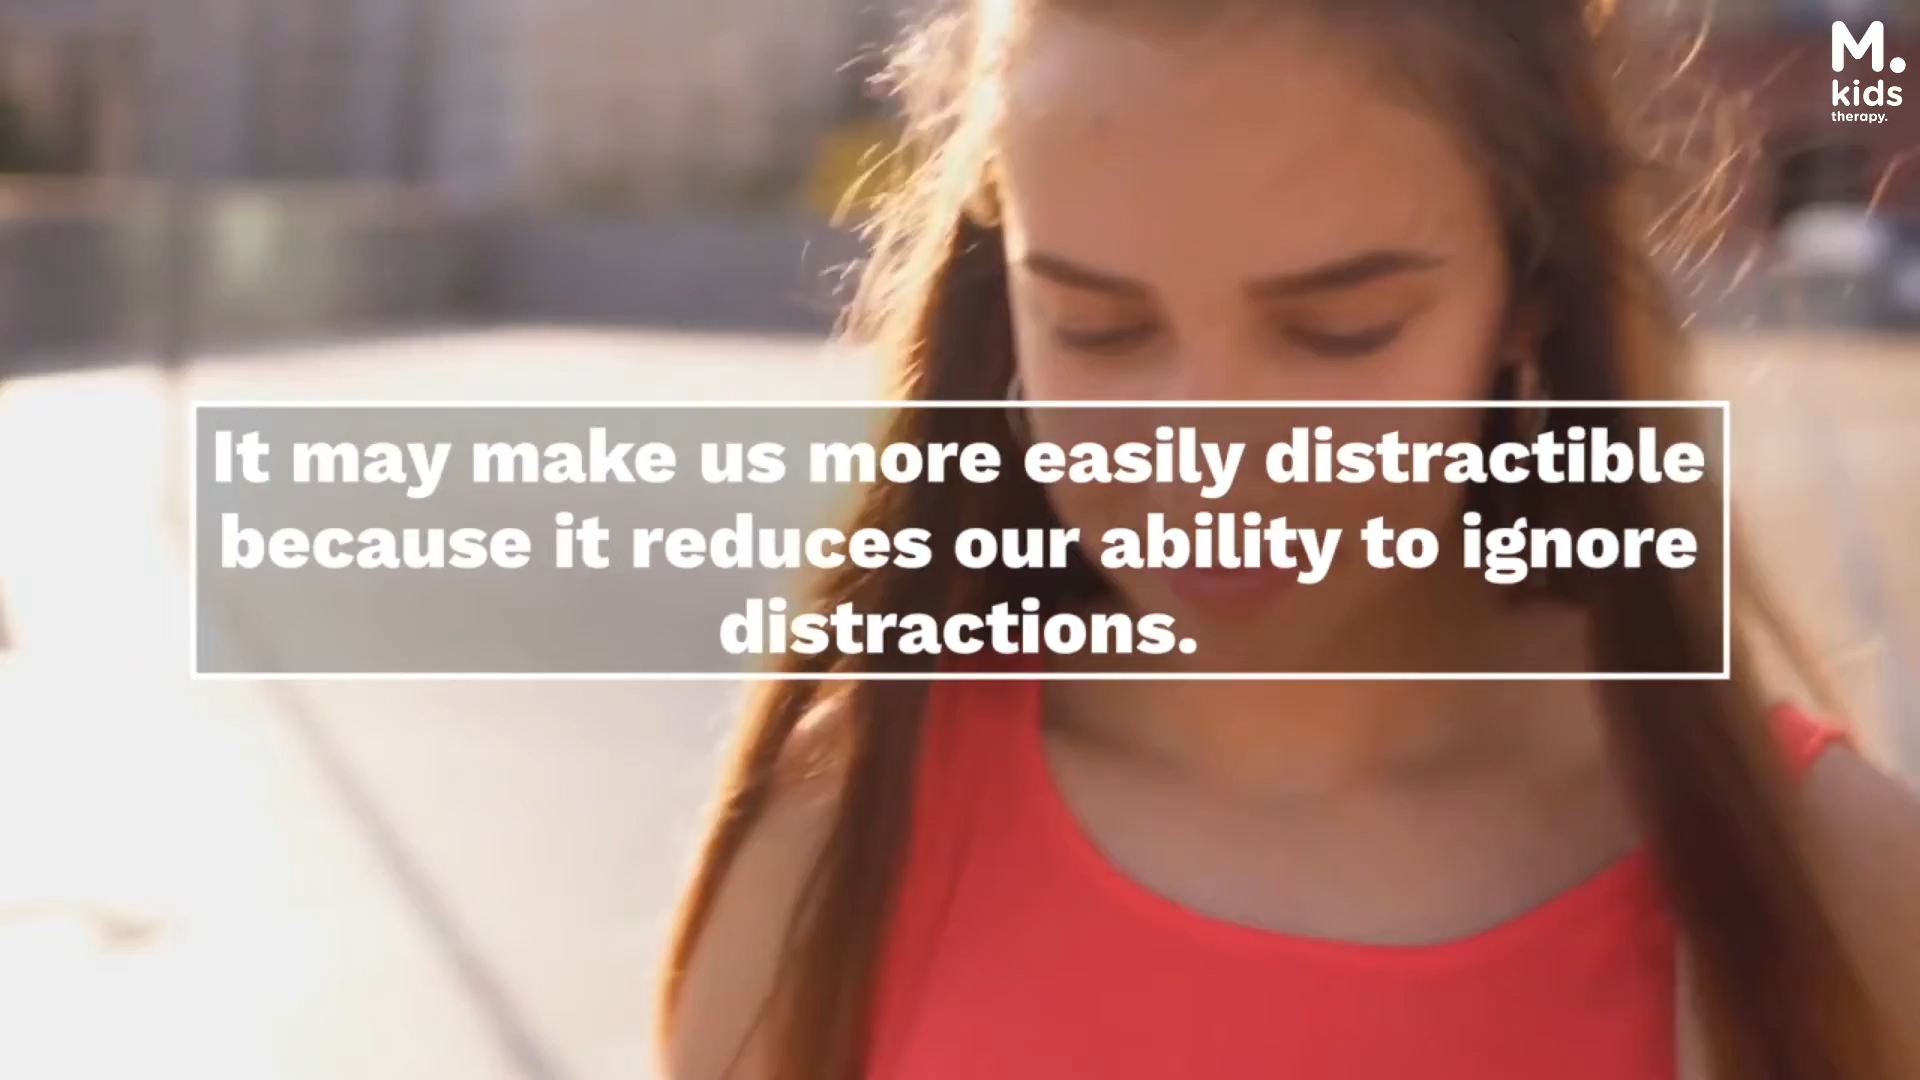 M.
kids
therapy.
It may make us more easily distractible
because it reduces our ability to ignore
distractions.